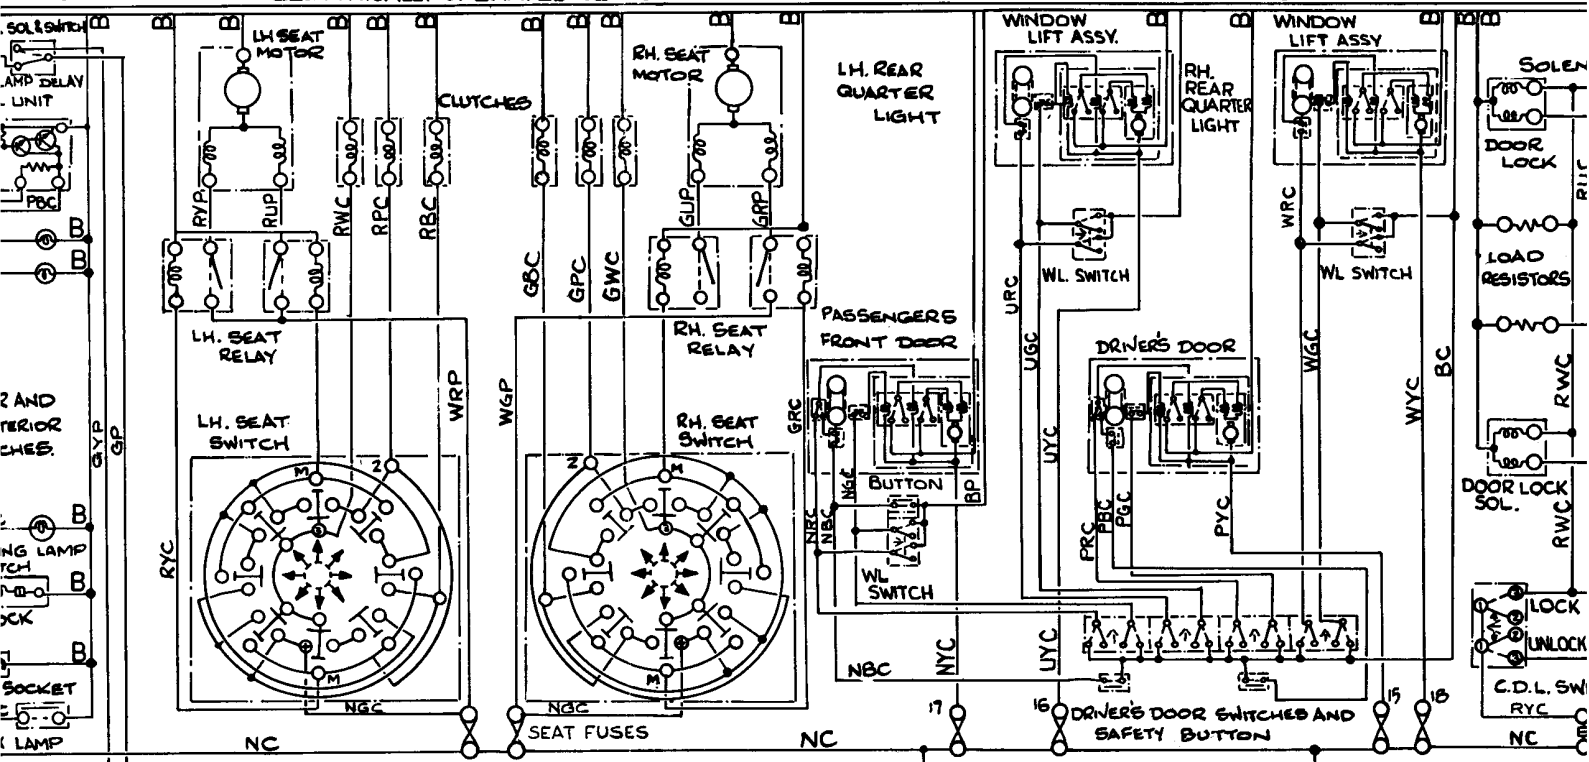 B B B B B B B B B B B B B B B
SOL & SWITCH
LAMP DELAY
UNIT
PBC
B
B
LH SEAT
MOTOR
CLUTCHES
RH. SEAT
MOTOR
LH. REAR
QUARTER
LIGHT
WINDOW
LIFT ASSY.
RH.
REAR
QUARTER
LIGHT
WINDOW
LIFT ASSY
SOLEN
DOOR
LOCK
RYP
RUP
RWC
RPC
RBC
GUP
GRP
GBC
GPC
GWC
LH. SEAT
RELAY
RH. SEAT
RELAY
WL. SWITCH
WRC
WL SWITCH
LOAD
RESISTORS
URC
UGC
WGC
WYC
BC
RWC
PASSENGERS
FRONT DOOR
DRIVER'S DOOR
AND
TERIOR
CHES.
GYP
GP
LH. SEAT
SWITCH
WRP
WGP
RH. SEAT
SWITCH
GRC
NGC
BUTTON
BP
UYC
PRC
PBC
PGC
PYC
DOOR LOCK
SOL.
RWC
M
2
2
M
M
M
RYC
NRC
NBC
WL
SWITCH
B
ING LAMP
TCH
B
OCK
B
SOCKET
LAMP
NBC
NYC
UYC
LOCK
UNLOCK
C.D.L. SW
RYC
NGC
NGC
SEAT FUSES
17
16
DRIVER'S DOOR SWITCHES AND
SAFETY BUTTON
15
18
NC
NC
NC